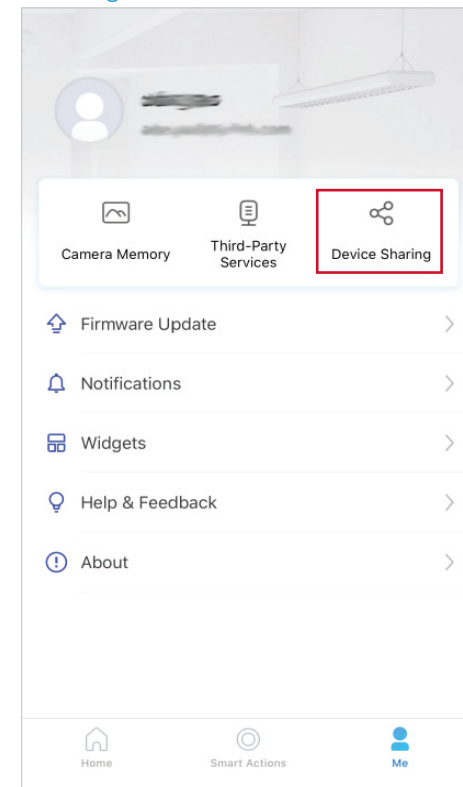 Camera Memory
Third-Party
Services
Device Sharing
Firmware Update
Notifications
Widgets
Help & Feedback
About
Home
Smart Actions
Me